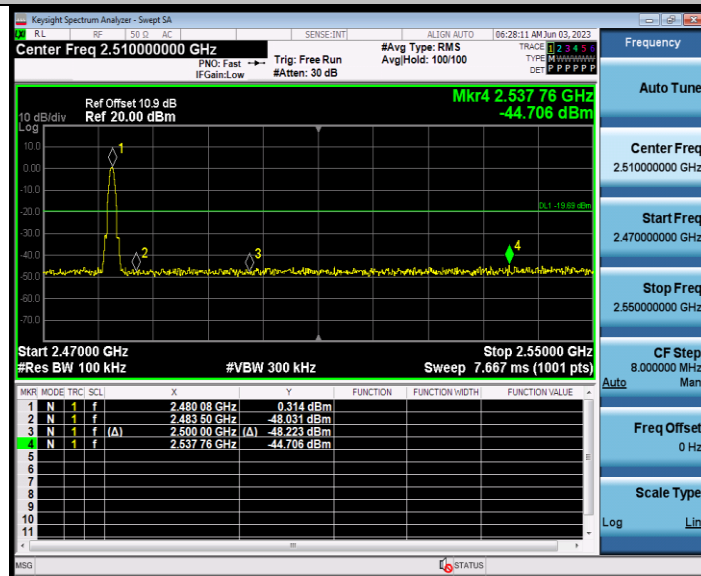 Keysight Spectrum Analyzer - Swept SA
RL RF 50 Ω AC SENSE:INT ALIGN AUTO 06:28:11 AM Jun 03, 2023
Center Freq 2.510000000 GHz #Avg Type: RMS TRACE 1 2 3 4 5 6
PNO: Fast Trig: Free Run Avg|Hold: 100/100 TYPE M WWWWW
IFGain:Low #Atten: 30 dB DET P P P P P P
Mkr4 2.537 76 GHz
-44.706 dBm
Ref Offset 10.9 dB
10 dB/div Ref 20.00 dBm
Log
10.0
0.00
-10.0
-20.0
-30.0
-40.0
-50.0
-60.0
-70.0
1
2
3
4
DL1 -19.69 dBm
Start 2.47000 GHz Stop 2.55000 GHz
#Res BW 100 kHz #VBW 300 kHz Sweep 7.667 ms (1001 pts)
MKR MODE TRC SCL X Y FUNCTION FUNCTION WIDTH FUNCTION VALUE
1 N 1 f 2.480 08 GHz 0.314 dBm
2 N 1 f 2.483 50 GHz -48.031 dBm
3 N 1 f (Δ) 2.500 00 GHz (Δ) -48.223 dBm
4 N 1 f 2.537 76 GHz -44.706 dBm
5
6
7
8
9
10
11
MSG STATUS
Frequency
Auto Tune
Center Freq
2.510000000 GHz
Start Freq
2.470000000 GHz
Stop Freq
2.550000000 GHz
CF Step
8.000000 MHz
Auto Man
Freq Offset
0 Hz
Scale Type
Log Lin